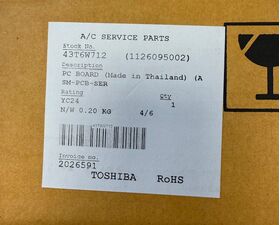 A/C SERVICE PARTS
Stock No.
43T6W712 (1126095002)
Description
PC BOARD (Made in Thailand) (A
SM-PCB-SER
Rating Qty
YC24 1
N/W 0.20 KG 4/6
43T6W712
Invoice no.
2026591
TOSHIBA RoHS